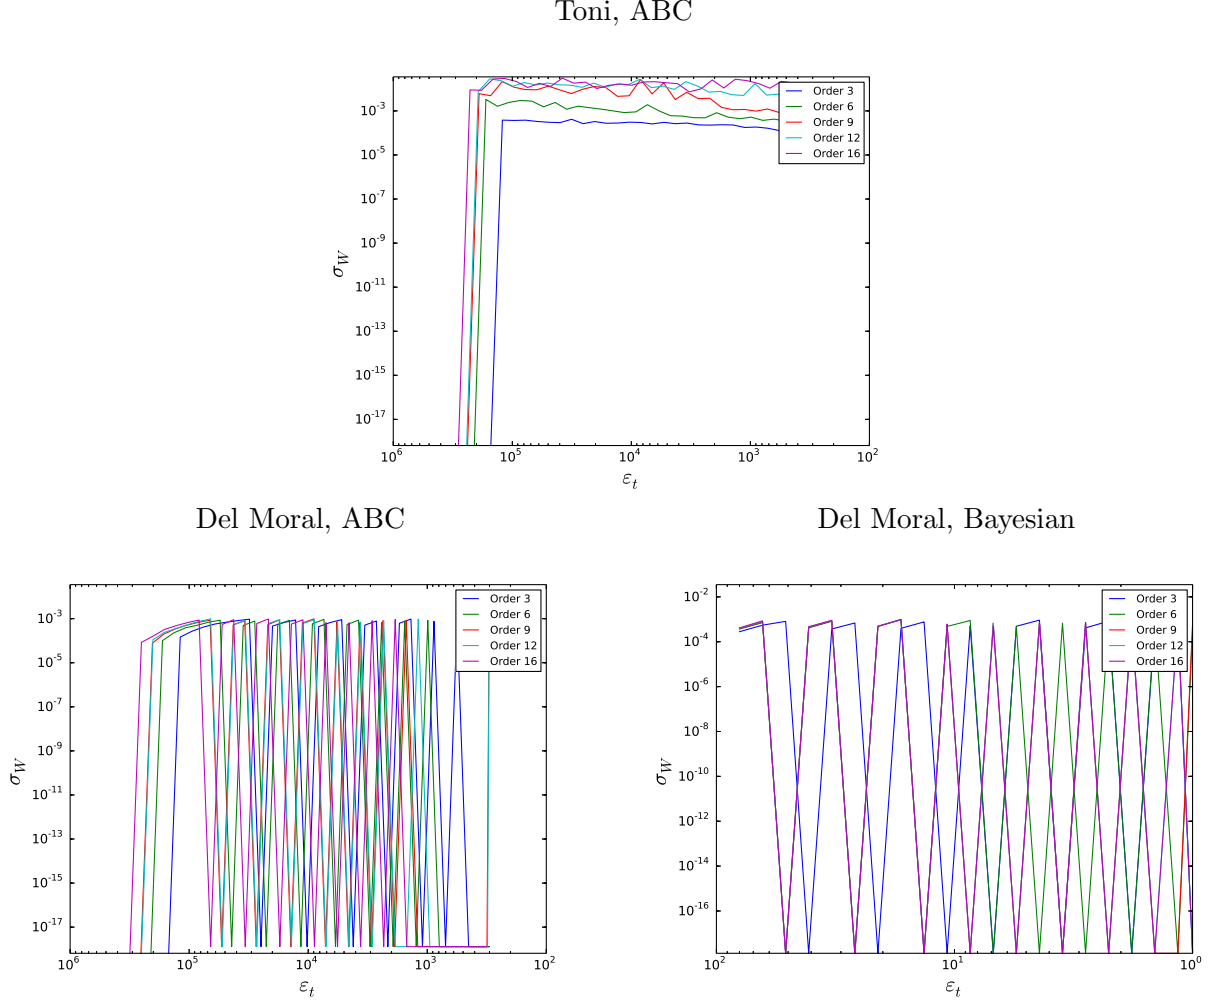 Toni, ABC
10^-3
10^-5
10^-7
10^-9
10^-11
10^-13
10^-15
10^-17
σ_W
10^6 10^5 10^4 10^3 10^2
ε_t
Order 3
Order 6
Order 9
Order 12
Order 16
Del Moral, ABC
10^-3
10^-5
10^-7
10^-9
10^-11
10^-13
10^-15
10^-17
σ_W
10^6 10^5 10^4 10^3 10^2
ε_t
Order 3
Order 6
Order 9
Order 12
Order 16
Del Moral, Bayesian
10^-2
10^-4
10^-6
10^-8
10^-10
10^-12
10^-14
10^-16
σ_W
10^2 10^1 10^0
ε_t
Order 3
Order 6
Order 9
Order 12
Order 16